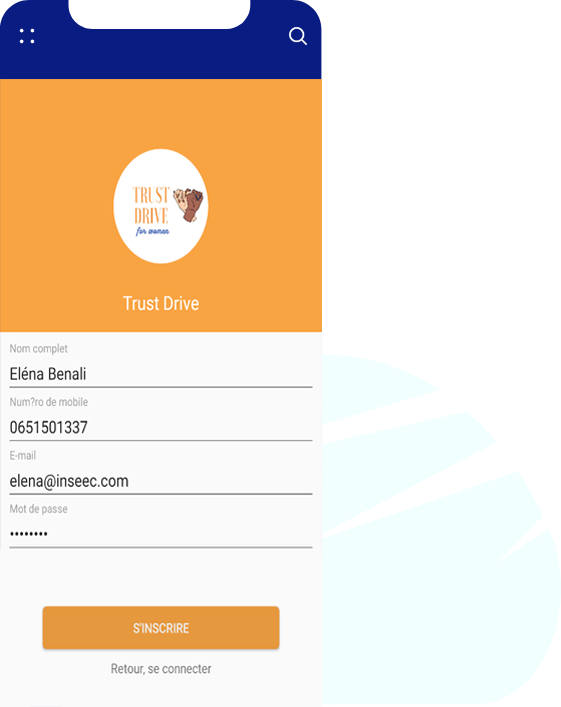 TRUST
DRIVE
for women
Trust Drive
Nom complet
Eléna Benali
Num?ro de mobile
0651501337
E-mail
elena@inseec.com
Mot de passe
••••••••
S'INSCRIRE
Retour, se connecter